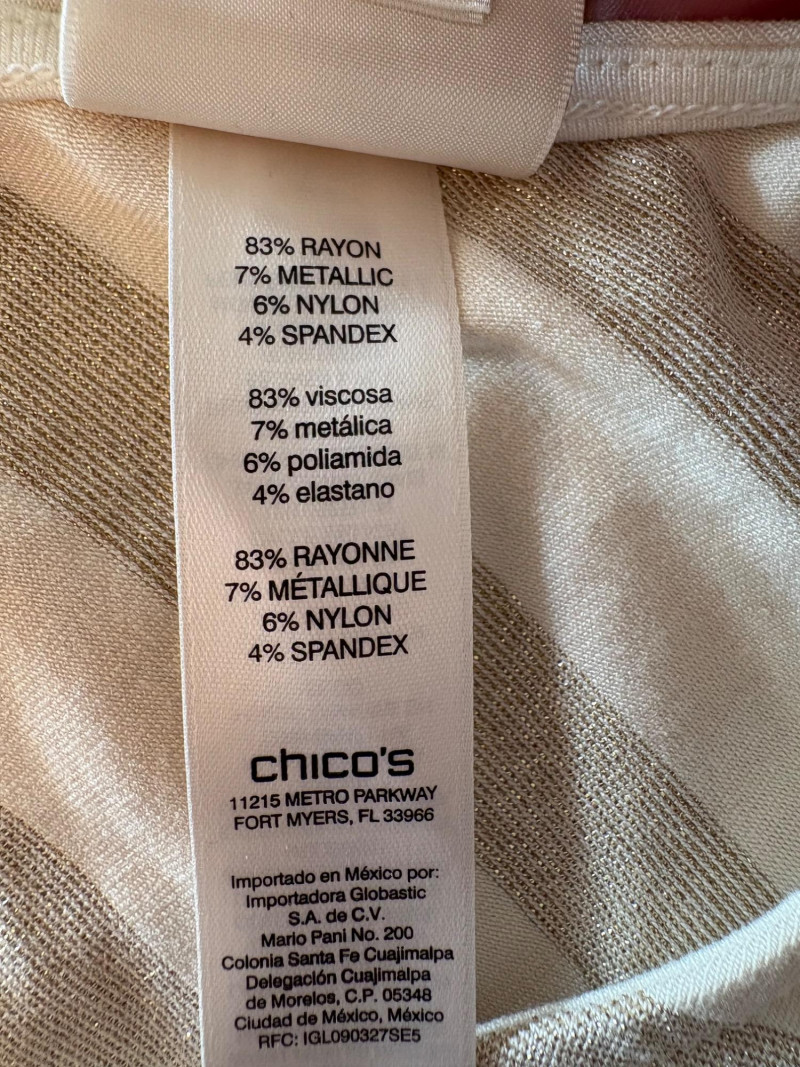 83% RAYON
7% METALLIC
6% NYLON
4% SPANDEX
83% viscosa
7% metálica
6% poliamida
4% elastano
83% RAYONNE
7% MÉTALLIQUE
6% NYLON
4% SPANDEX
chico's
11215 METRO PARKWAY
FORT MYERS, FL 33966
Importado en México por:
Importadora Globastic
S.A. de C.V.
Mario Pani No. 200
Colonia Santa Fe Cuajimalpa
Delegación Cuajimalpa
de Morelos, C.P. 05348
Ciudad de México, México
RFC: IGL090327SE5